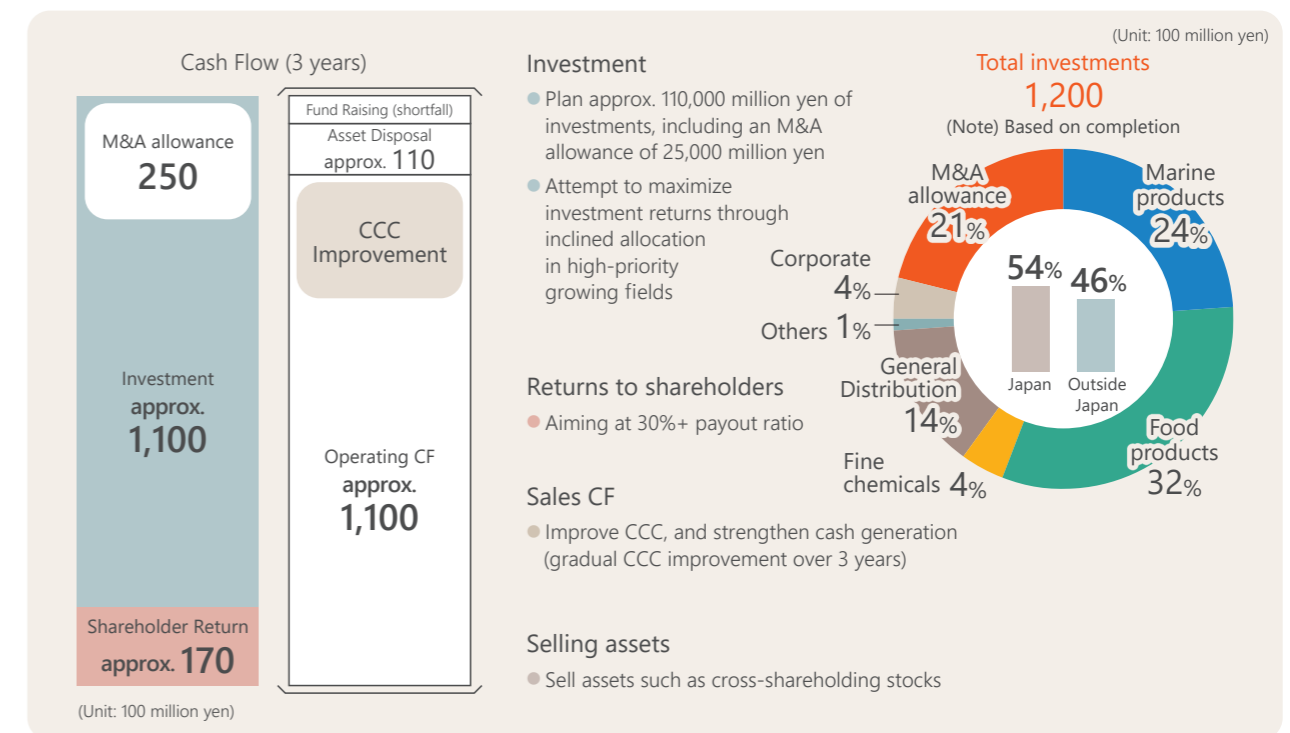 Cash Flow (3 years)
M&A allowance
250
Investment
approx.
1,100
Shareholder Return
approx. 170
(Unit: 100 million yen)
Fund Raising (shortfall)
Asset Disposal
approx. 110
CCC
Improvement
Operating CF
approx.
1,100
Investment
Plan approx. 110,000 million yen of
investments, including an M&A
allowance of 25,000 million yen
Attempt to maximize
investment returns through
inclined allocation
in high-priority
growing fields
Returns to shareholders
Aiming at 30%+ payout ratio
Sales CF
Improve CCC, and strengthen cash generation
(gradual CCC improvement over 3 years)
Selling assets
Sell assets such as cross-shareholding stocks
(Unit: 100 million yen)
Total investments
1,200
(Note) Based on completion
M&A
allowance
21%
Marine
products
24%
Corporate
4%
Others 1%
General
Distribution
14%
Fine
chemicals 4%
Food
products
32%
54%
Japan
46%
Outside
Japan